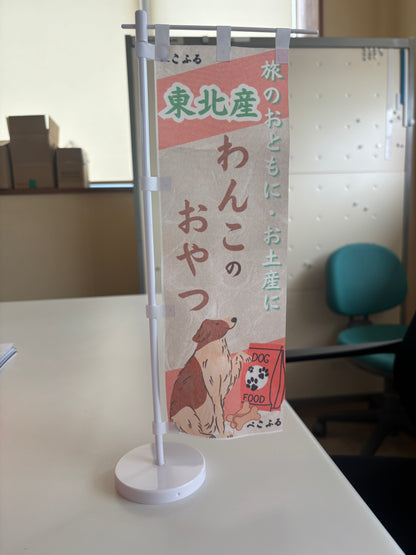 ぺこふる
旅のおともに・お土産に
東北産
わんこの
おやつ
DOG
FOOD
ぺこふる